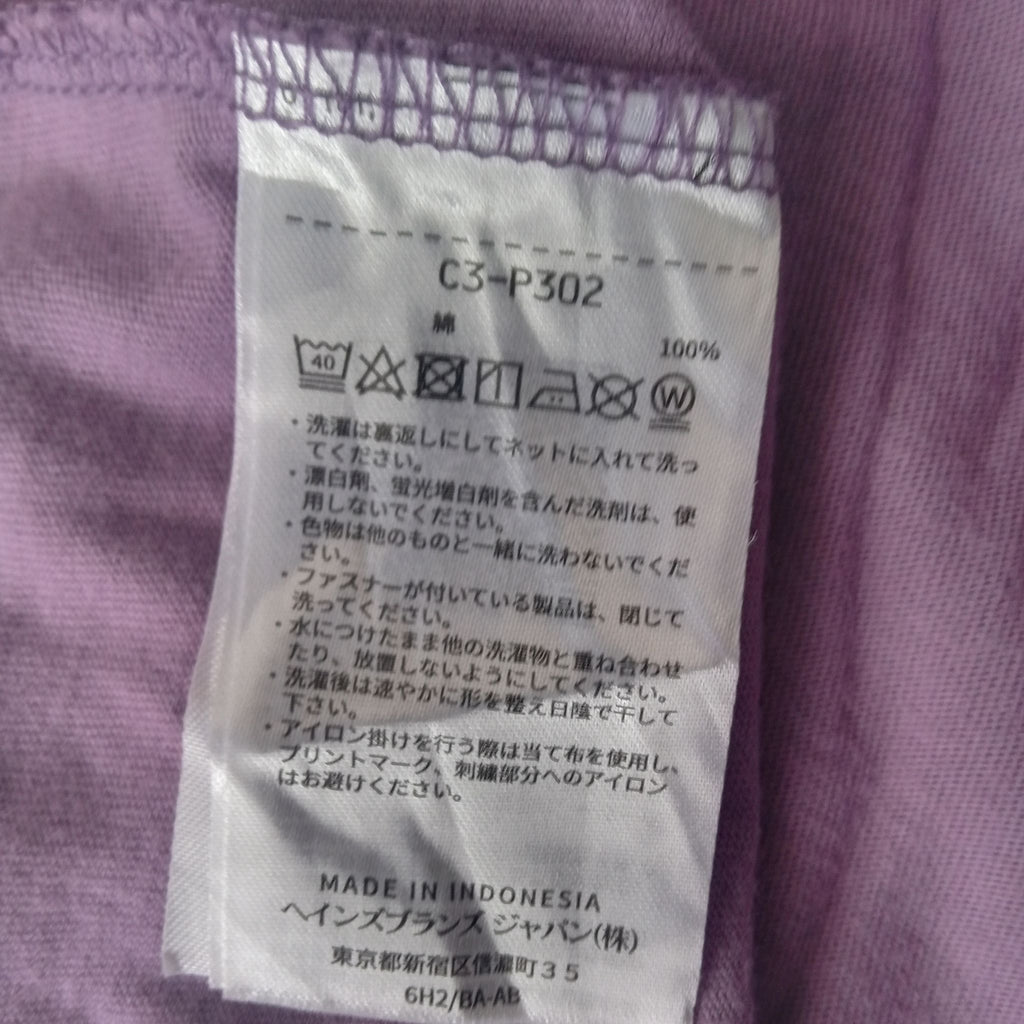 C3-P302
綿 100%
40
W
・洗濯は裏返しにしてネットに入れて洗っ
てください。
・漂白剤、蛍光増白剤を含んだ洗剤は、使
用しないでください。
・色物は他のものと一緒に洗わないでくだ
さい。
・ファスナーが付いている製品は、閉じて
洗ってください。
・水につけたまま他の洗濯物と重ね合わせ
たり、放置しないようにしてください。
・洗濯後は速やかに形を整え日陰で干して
下さい。
・アイロン掛けを行う際は当て布を使用し、
プリントマーク、刺繍部分へのアイロン
はお避けください。
MADE IN INDONESIA
ヘインズブランズ ジャパン(株)
東京都新宿区信濃町３５
6H2/BA-AB